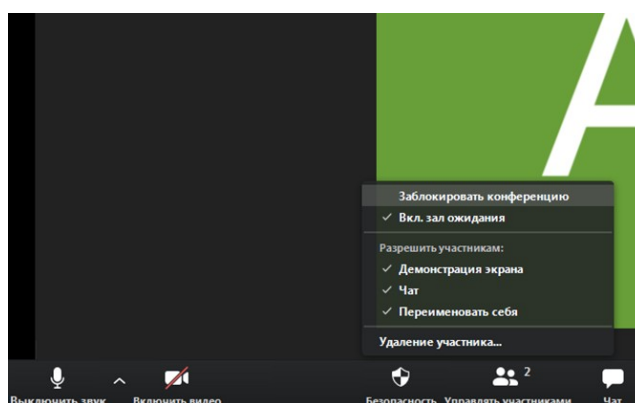 A
Заблокировать конференцию
Вкл. зал ожидания
Разрешить участникам:
Демонстрация экрана
Чат
Переименовать себя
Удаление участника...
2
Выключить звук
Включить видео
Безопасность
Управлять участниками
Чат